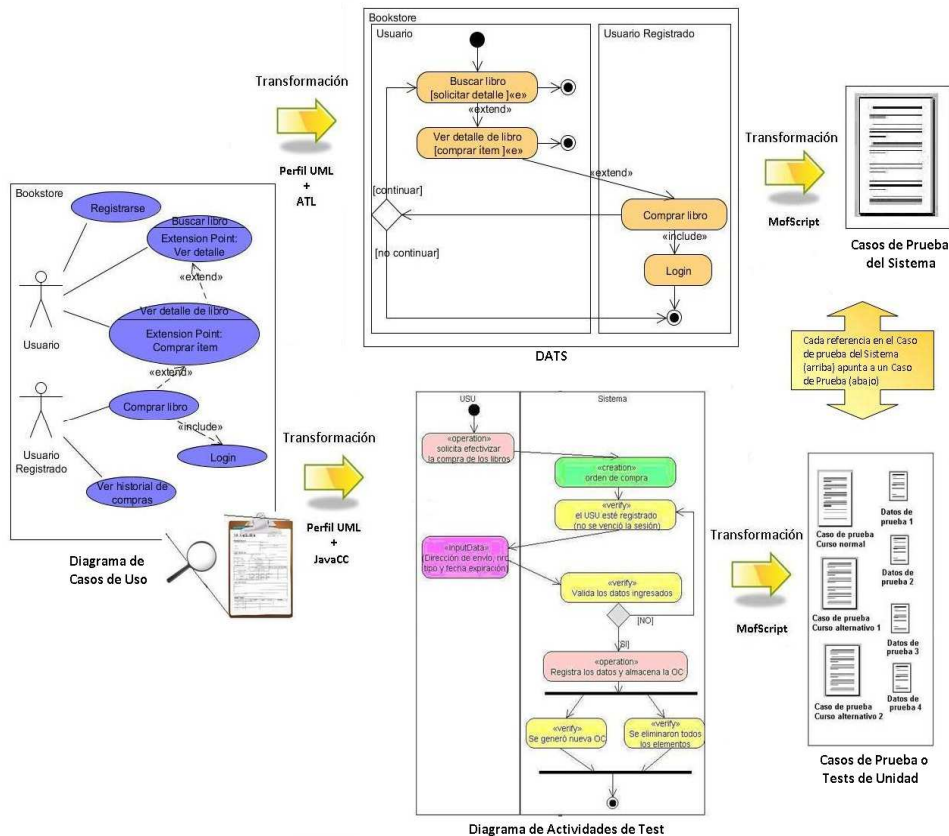 Bookstore
Registrarse
Buscar libro
Extension Point:
Ver detalle
«extend»
Ver detalle de libro
Extension Point:
Comprar ítem
«extend»
Usuario
Comprar libro
«include»
Usuario
Registrado
Login
Ver historial de
compras
Diagrama de
Casos de Uso
Transformación
Perfil UML
+
ATL
Bookstore
Usuario
Usuario Registrado
Buscar libro
[solicitar detalle ]«e»
«extend»
Ver detalle de libro
[comprar ítem ]«e»
«extend»
[continuar]
Comprar libro
«include»
[no continuar]
Login
DATS
Transformación
MofScript
Casos de Prueba
del Sistema
Cada referencia en el Caso
de prueba del Sistema
(arriba) apunta a un Caso
de Prueba (abajo)
Transformación
Perfil UML
+
JavaCC
USU
Sistema
«operation»
solicita efectivizar
la compra de los libros
«creation»
orden de compra
«verify»
el USU esté registrado
(no se venció la sesión)
«InputData»
(Dirección de envío, nro,
tipo y fecha expiración)
«verify»
Valida los datos ingresados
[NO]
[SI]
«operation»
Registra los datos y almacena la OC
«verify»
Se generó nueva OC
«verify»
Se eliminaron todos
los elementos
Diagrama de Actividades de Test
Transformación
MofScript
Caso de prueba
Curso normal
Datos de
prueba 1
Datos de
prueba 2
Caso de prueba
Curso alternativo 1
Datos de
prueba 3
Caso de prueba
Curso alternativo 2
Datos de
prueba 4
Casos de Prueba o
Tests de Unidad